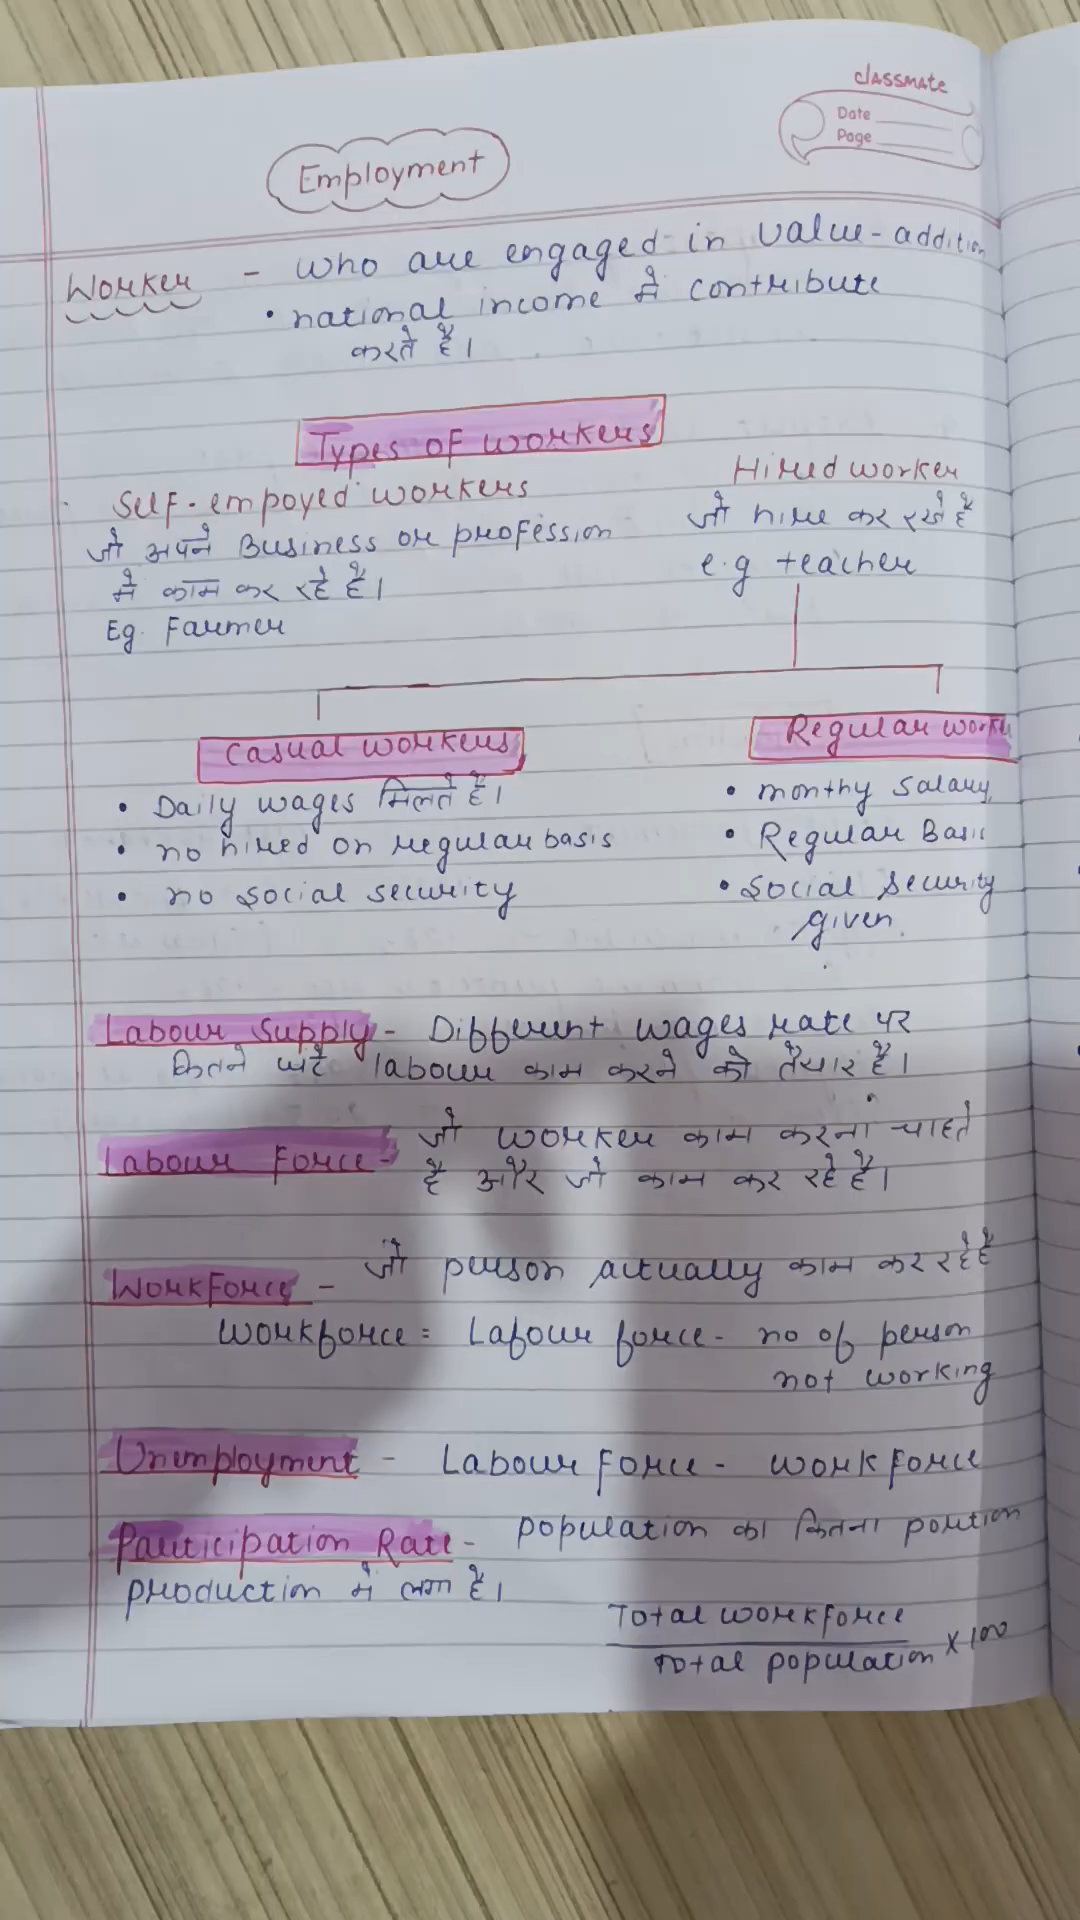 classmate
Date
Page
Employment
Worker - who are engaged in value-addition
• national income में contribute
करते है।
Types of workers
Self-empoyed workers
जो अपने Business or profession
में काम कर रहे है।
Eg. Farmer
Hired worker
जो hire कर रखे है
e.g teacher
Casual workers
• Daily wages मिलते है।
• no hired on regular basis
• no social security
Regular worke
• monthly salary
• Regular Basic
• Social Security
given.
Labour Supply - Different wages rate पर
कितने घंटे labour काम करने को तैयार है।
Labour Force - जो worker काम करना चाहते
है और जो काम कर रहे है।
Workforce - जो person actually काम कर रहे है
workforce = Labour force - no of person
not working
Unemployment - Labour Force - workforce
Participation Rate - population का कितना portion
production में लगा है।
Total workforce
Total population × 100